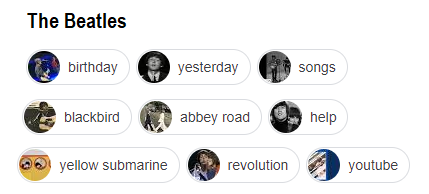 The Beatles
birthday yesterday songs
blackbird abbey road help
yellow submarine revolution youtube